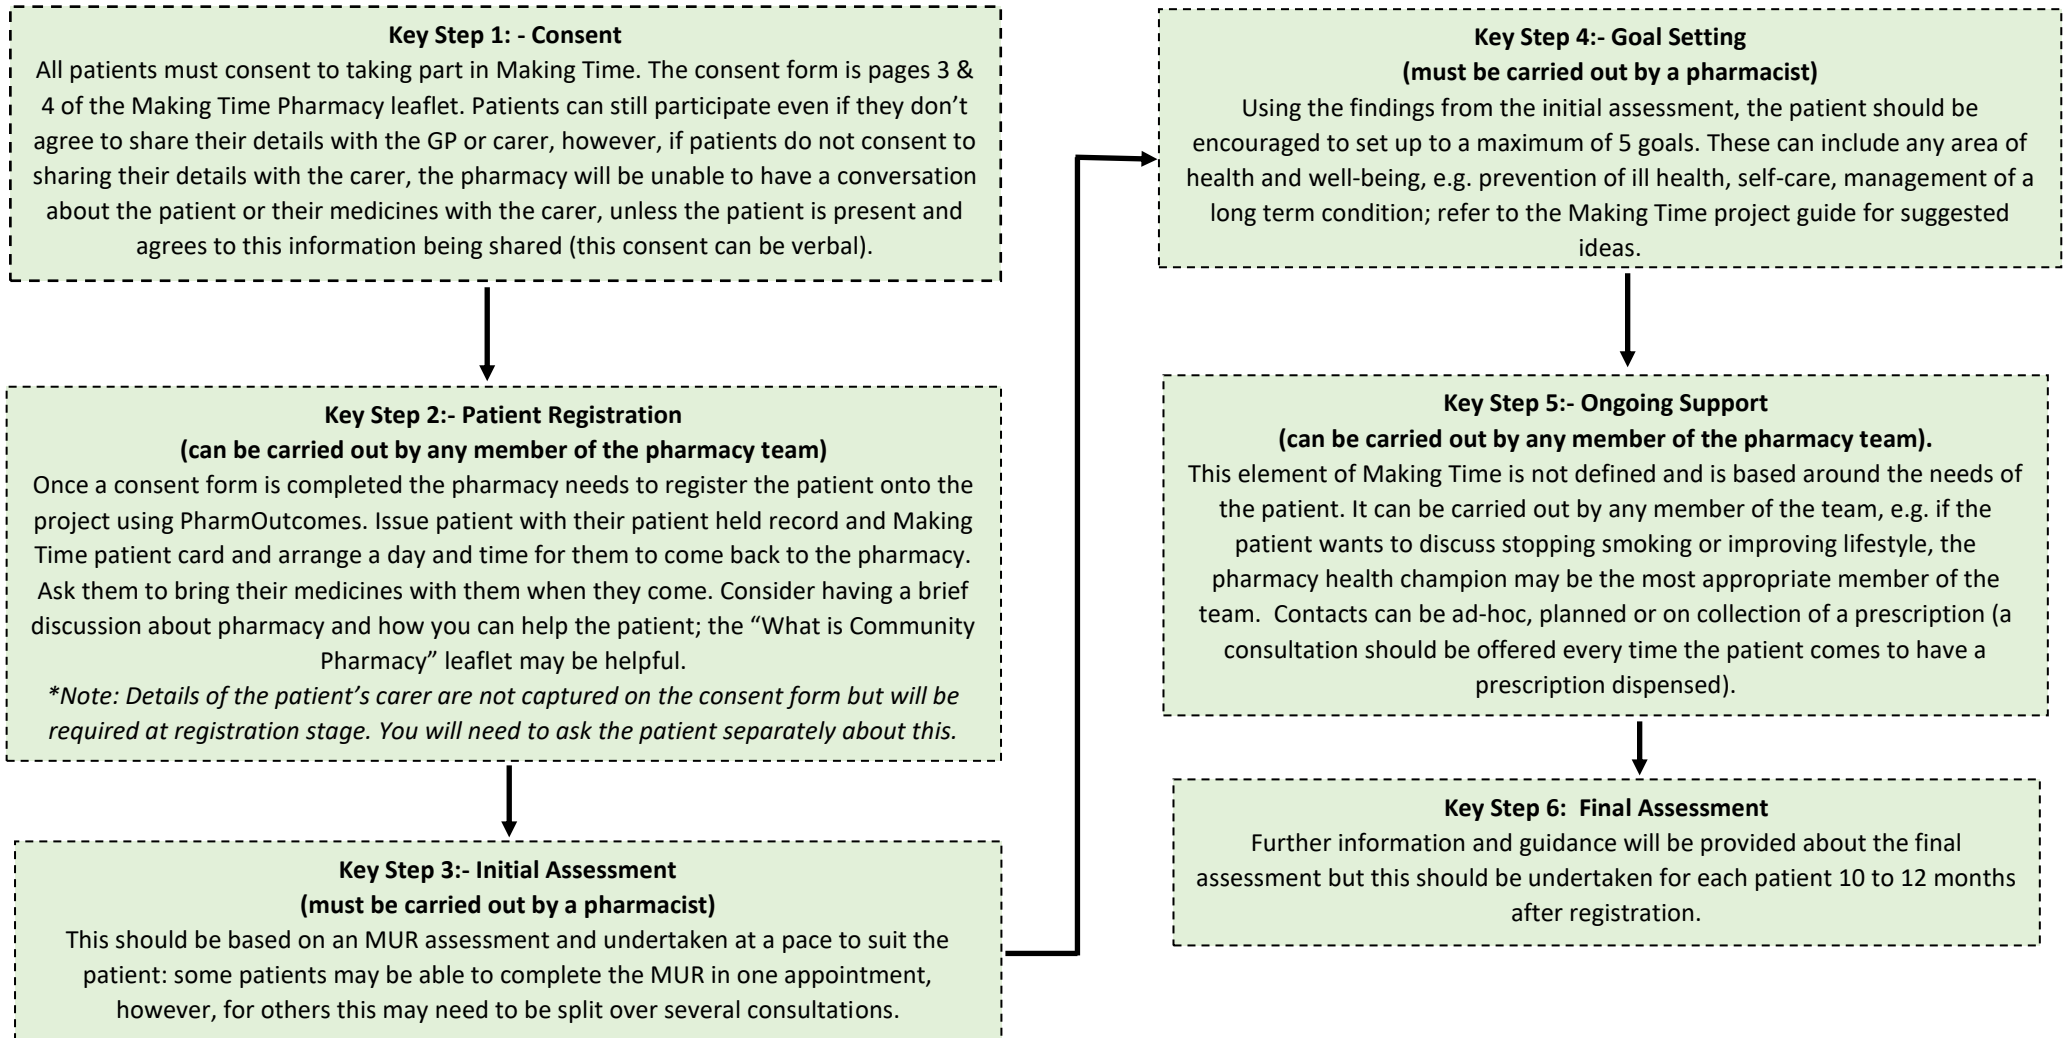 Key Step 1: - Consent
All patients must consent to taking part in Making Time. The consent form is pages 3 &
4 of the Making Time Pharmacy leaflet. Patients can still participate even if they don’t
agree to share their details with the GP or carer, however, if patients do not consent to
sharing their details with the carer, the pharmacy will be unable to have a conversation
about the patient or their medicines with the carer, unless the patient is present and
agrees to this information being shared (this consent can be verbal).
Key Step 2:- Patient Registration
(can be carried out by any member of the pharmacy team)
Once a consent form is completed the pharmacy needs to register the patient onto the
project using PharmOutcomes. Issue patient with their patient held record and Making
Time patient card and arrange a day and time for them to come back to the pharmacy.
Ask them to bring their medicines with them when they come. Consider having a brief
discussion about pharmacy and how you can help the patient; the “What is Community
Pharmacy” leaflet may be helpful.
*Note: Details of the patient’s carer are not captured on the consent form but will be
required at registration stage. You will need to ask the patient separately about this.
Key Step 3:- Initial Assessment
(must be carried out by a pharmacist)
This should be based on an MUR assessment and undertaken at a pace to suit the
patient: some patients may be able to complete the MUR in one appointment,
however, for others this may need to be split over several consultations.
Key Step 4:- Goal Setting
(must be carried out by a pharmacist)
Using the findings from the initial assessment, the patient should be
encouraged to set up to a maximum of 5 goals. These can include any area of
health and well-being, e.g. prevention of ill health, self-care, management of a
long term condition; refer to the Making Time project guide for suggested
ideas.
Key Step 5:- Ongoing Support
(can be carried out by any member of the pharmacy team).
This element of Making Time is not defined and is based around the needs of
the patient. It can be carried out by any member of the team, e.g. if the
patient wants to discuss stopping smoking or improving lifestyle, the
pharmacy health champion may be the most appropriate member of the
team. Contacts can be ad-hoc, planned or on collection of a prescription (a
consultation should be offered every time the patient comes to have a
prescription dispensed).
Key Step 6: Final Assessment
Further information and guidance will be provided about the final
assessment but this should be undertaken for each patient 10 to 12 months
after registration.